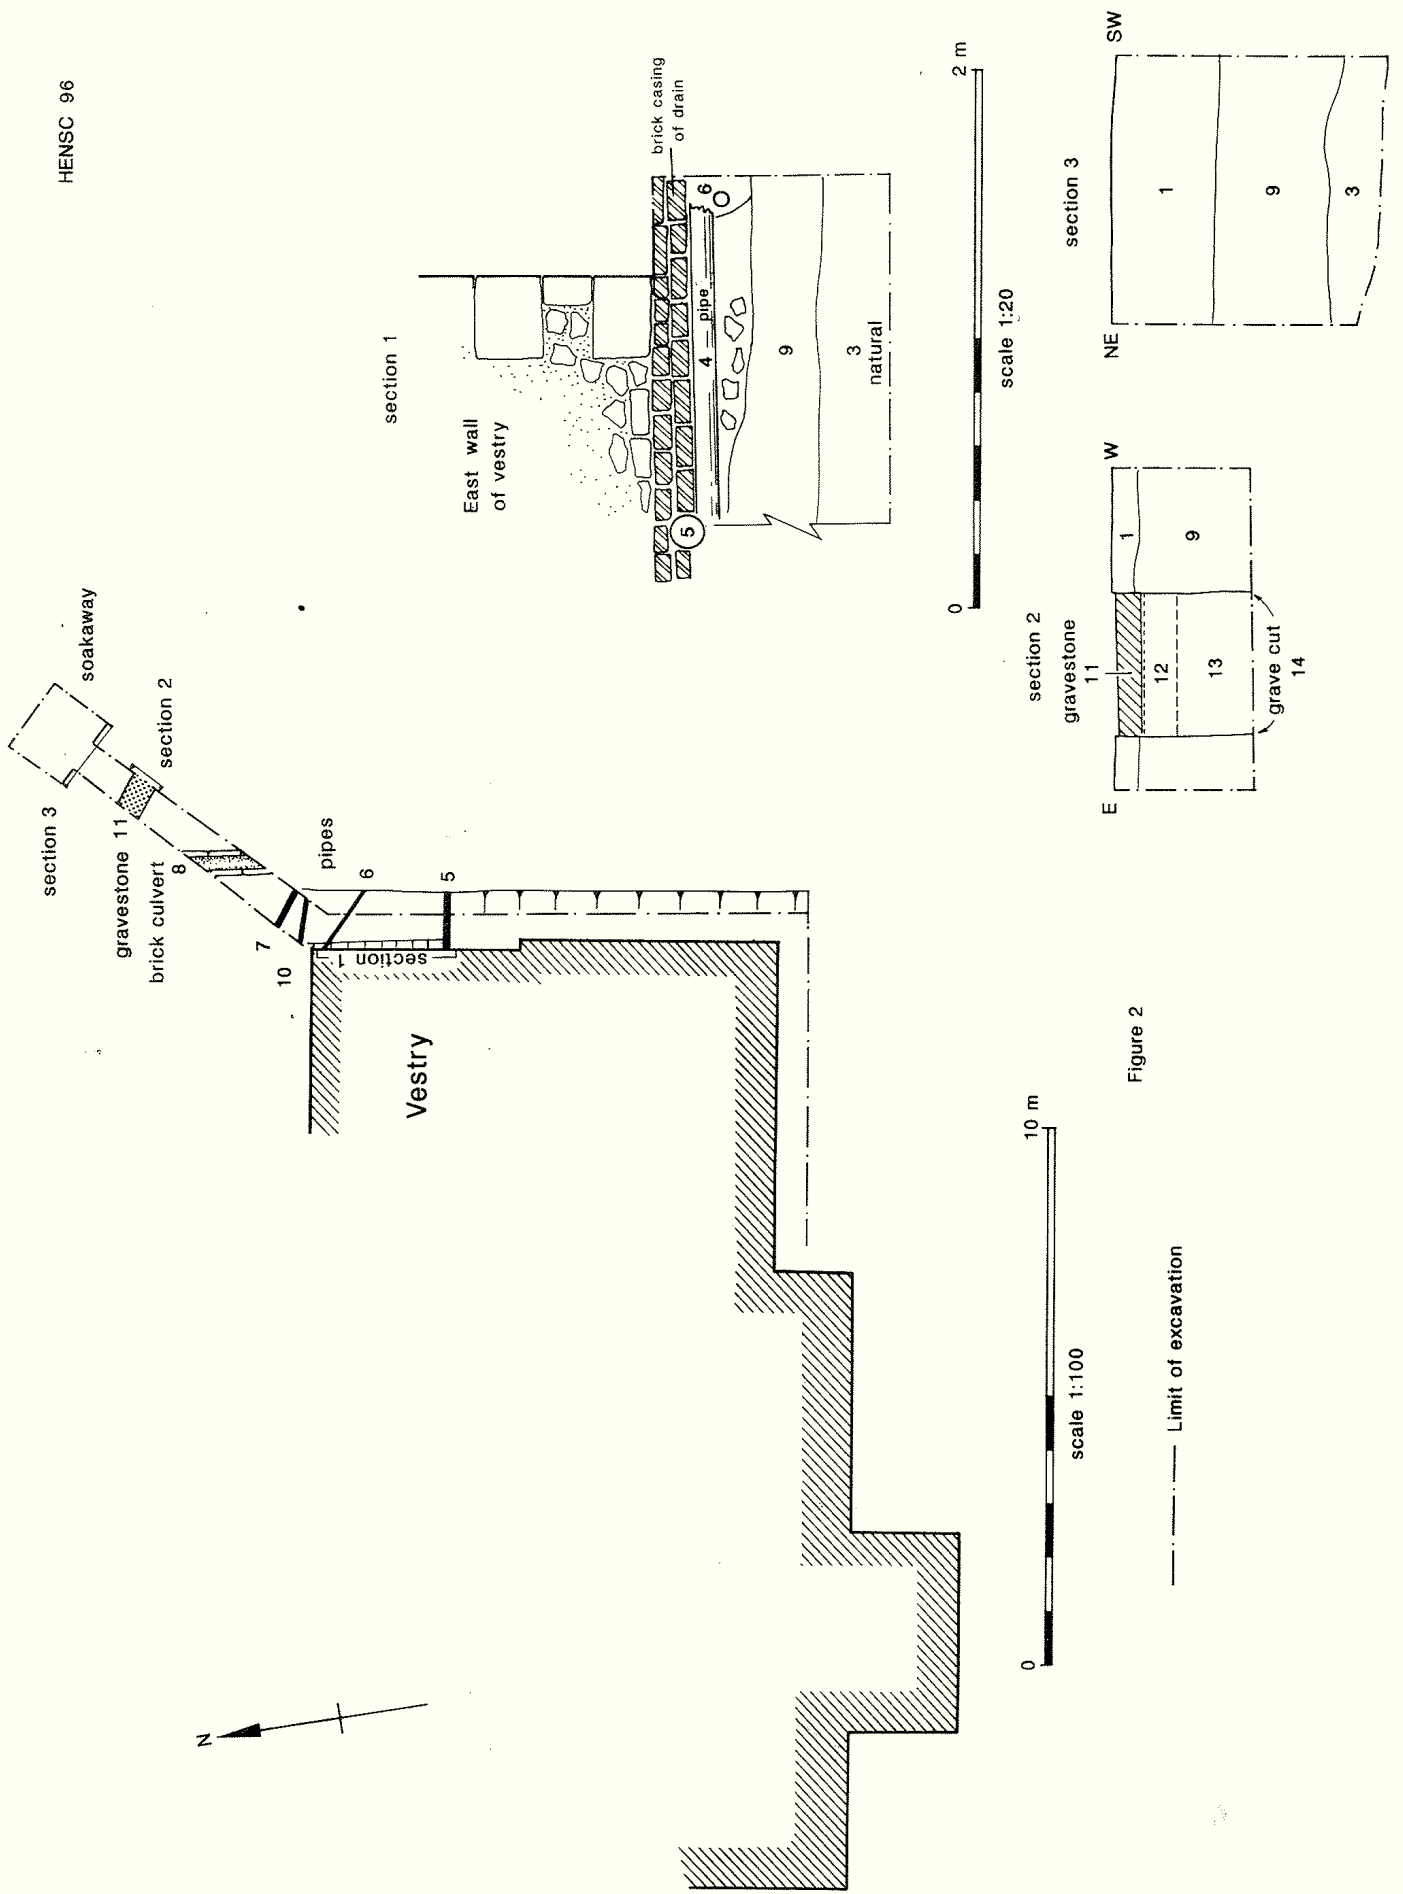 HENSC 96
soakaway
section 3
section 2
gravestone 11
brick culvert
8
pipes
7
10
6
5
section 1
Vestry
N
section 1
East wall
of vestry
brick casing
of drain
5
4 pipe
6
9
3
natural
0
2 m
scale 1:20
section 2
gravestone
11
E
W
1
12
9
13
grave cut
14
section 3
NE
SW
1
9
3
0
10 m
scale 1:100
Limit of excavation
Figure 2